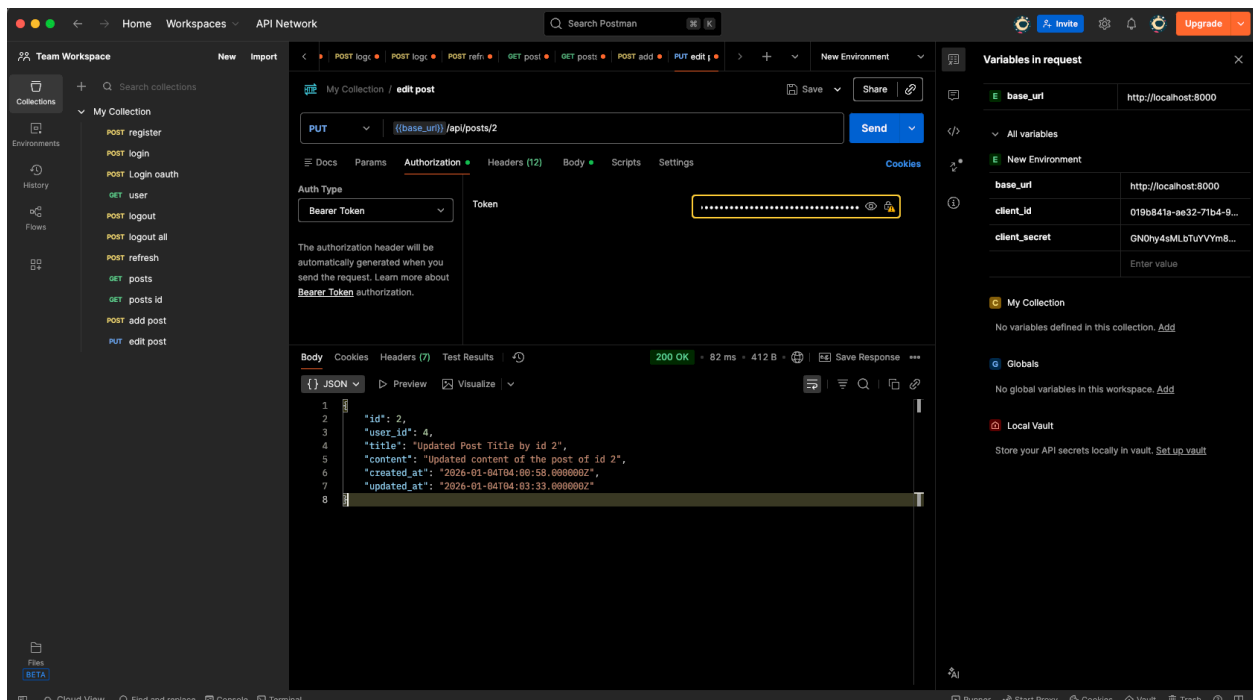 Home Workspaces API Network
Search Postman ⌘ K
Invite
Upgrade
Team Workspace
New Import
POST logc POST logc POST refr GET post GET posts POST add PUT edit
New Environment
Variables in request
Collections
Search collections
My Collection
POST register
POST login
POST Login oauth
GET user
POST logout
POST logout all
POST refresh
GET posts
GET posts id
POST add post
PUT edit post
Environments
History
Flows
Files
BETA
My Collection / edit post
Save
Share
PUT
{{base_url}} /api/posts/2
Send
Docs Params Authorization Headers (12) Body Scripts Settings
Cookies
Auth Type
Bearer Token
Token
The authorization header will be
automatically generated when you
send the request. Learn more about
Bearer Token authorization.
Body Cookies Headers (7) Test Results
200 OK • 82 ms • 412 B
Save Response
{} JSON Preview Visualize
1 {
2 "id": 2,
3 "user_id": 4,
4 "title": "Updated Post Title by id 2",
5 "content": "Updated content of the post of id 2",
6 "created_at": "2026-01-04T04:00:58.000000Z",
7 "updated_at": "2026-01-04T04:03:33.000000Z"
8 }
E base_url http://localhost:8000
All variables
E New Environment
base_url http://localhost:8000
client_id 019b841a-ae32-71b4-9...
client_secret GN0hy4sMLbTuYVYm8...
Enter value
C My Collection
No variables defined in this collection. Add
G Globals
No global variables in this workspace. Add
Local Vault
Store your API secrets locally in vault. Set up vault
AI
Cloud View Find and replace Console Terminal
Runner Start Proxy Cookies Vault Trash